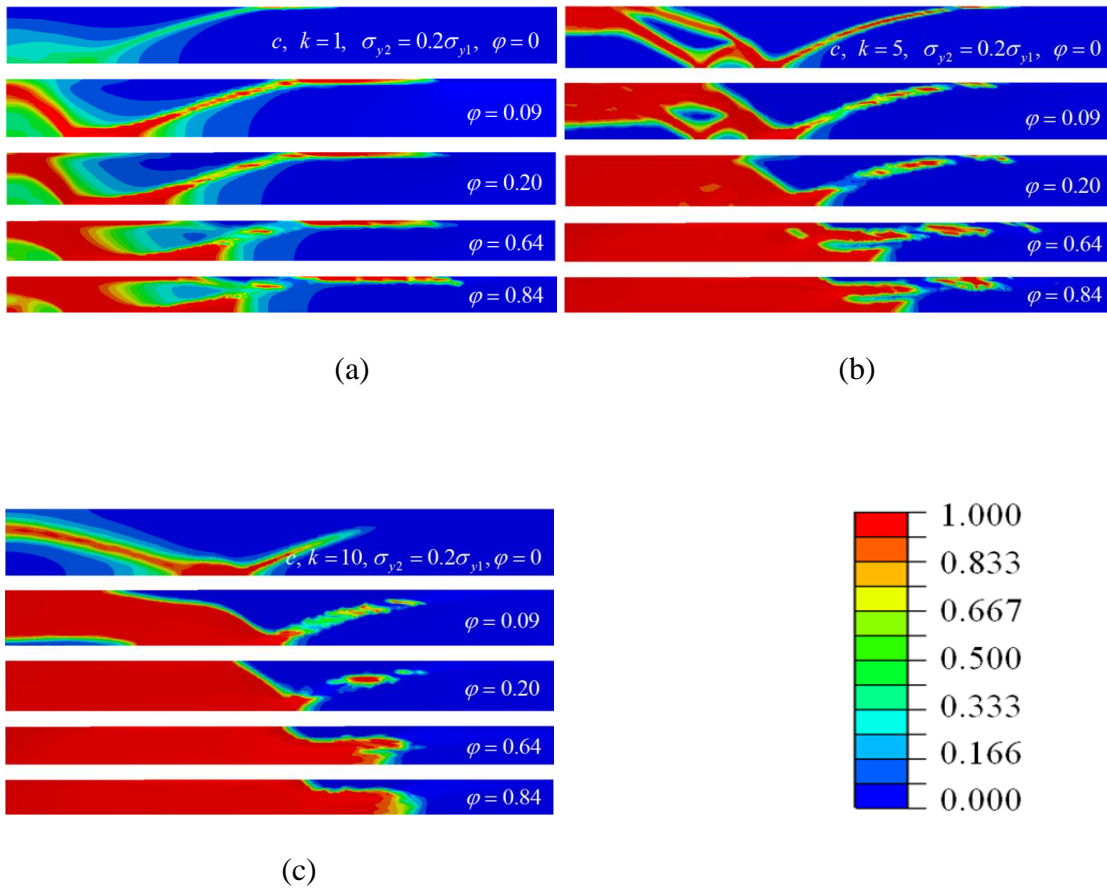 c, k = 1, σy2 = 0.2σy1, φ = 0
φ = 0.09
φ = 0.20
φ = 0.64
φ = 0.84
(a)
c, k = 5, σy2 = 0.2σy1, φ = 0
φ = 0.09
φ = 0.20
φ = 0.64
φ = 0.84
(b)
c, k = 10, σy2 = 0.2σy1, φ = 0
φ = 0.09
φ = 0.20
φ = 0.64
φ = 0.84
(c)
1.000
0.833
0.667
0.500
0.333
0.166
0.000